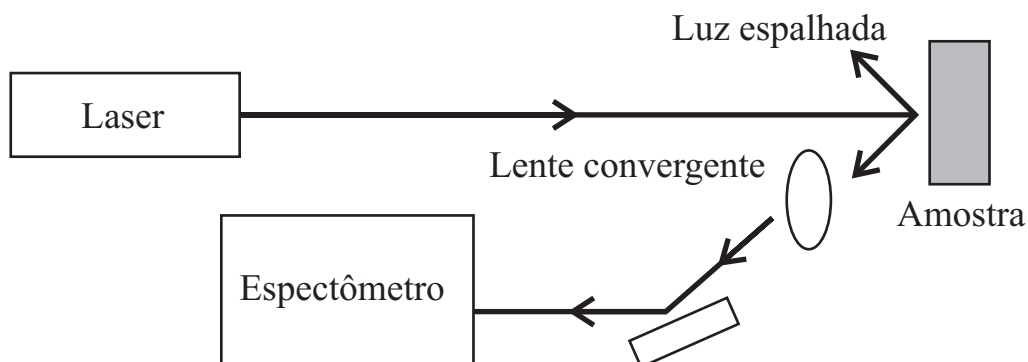 Luz espalhada
Laser
Lente convergente
Amostra
Espectômetro